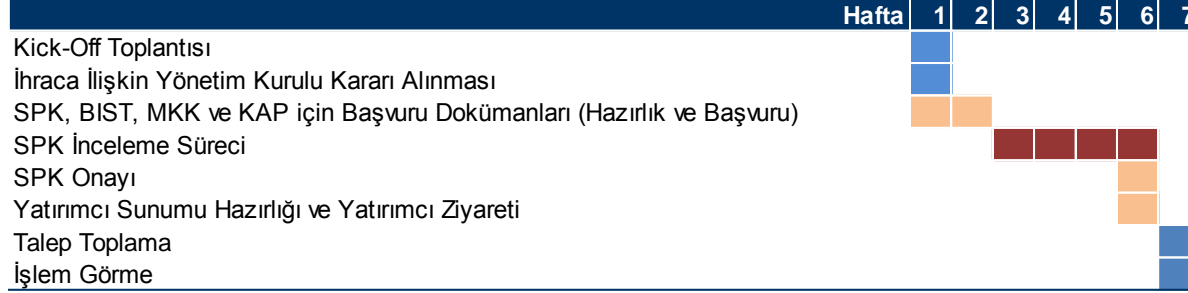 Hafta 1 2 3 4 5 6 7
Kick-Off Toplantısı
İhraca İlişkin Yönetim Kurulu Kararı Alınması
SPK, BIST, MKK ve KAP için Başvuru Dokümanları (Hazırlık ve Başvuru)
SPK İnceleme Süreci
SPK Onayı
Yatırımcı Sunumu Hazırlığı ve Yatırımcı Ziyareti
Talep Toplama
İşlem Görme